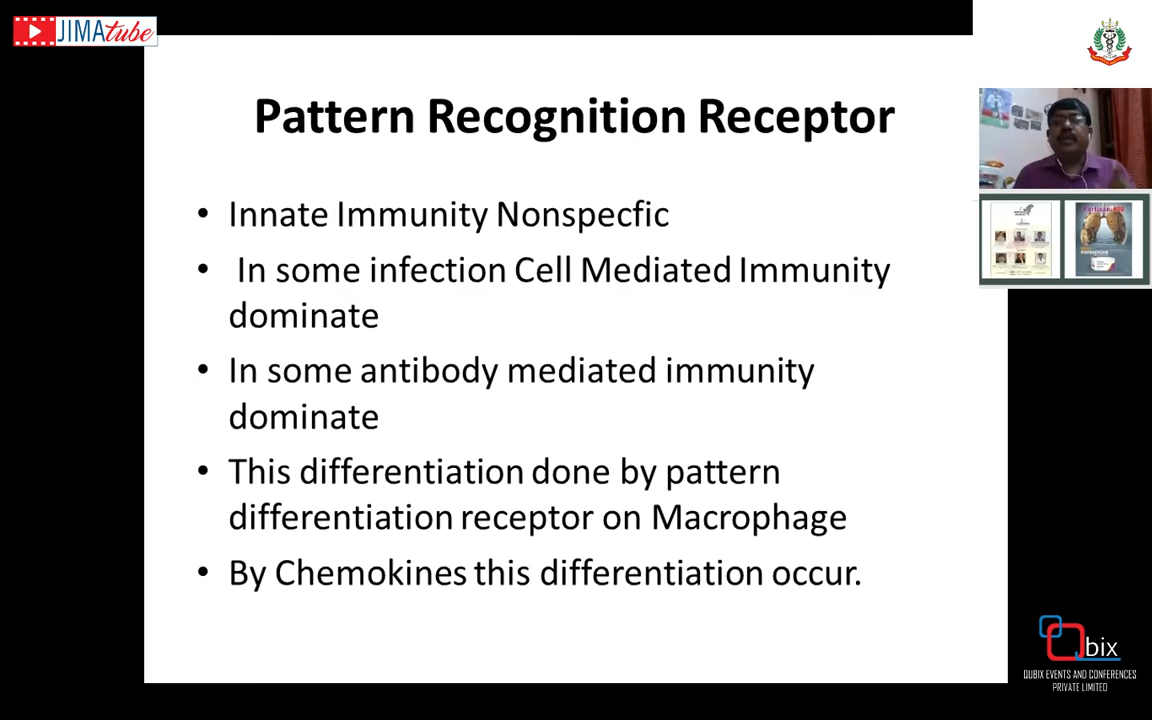 JIMAtube
Pattern Recognition Receptor
• Innate Immunity Nonspecfic
• In some infection Cell Mediated Immunity
dominate
• In some antibody mediated immunity
dominate
• This differentiation done by pattern
differentiation receptor on Macrophage
• By Chemokines this differentiation occur.
Qbix
QUBIX EVENTS AND CONFERENCES
PRIVATE LIMITED